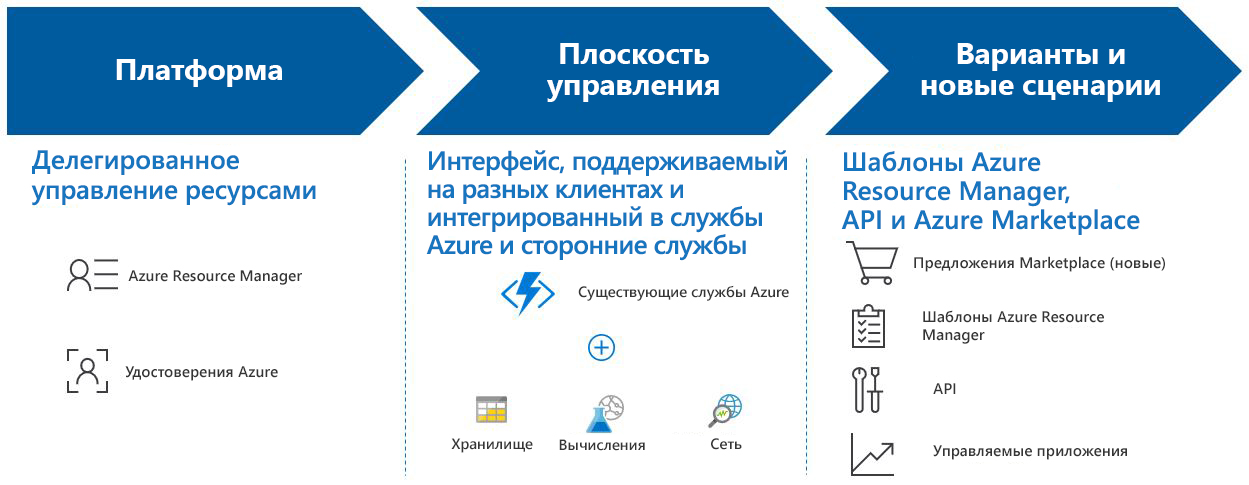 Платформа
Плоскость
управления
Варианты и
новые сценарии
Делегированное
управление ресурсами
Azure Resource Manager
Удостоверения Azure
Интерфейс, поддерживаемый
на разных клиентах и
интегрированный в службы
Azure и сторонние службы
Существующие службы Azure
Хранилище
Вычисления
Сеть
Шаблоны Azure
Resource Manager,
API и Azure Marketplace
Предложения Marketplace (новые)
Шаблоны Azure Resource
Manager
API
Управляемые приложения